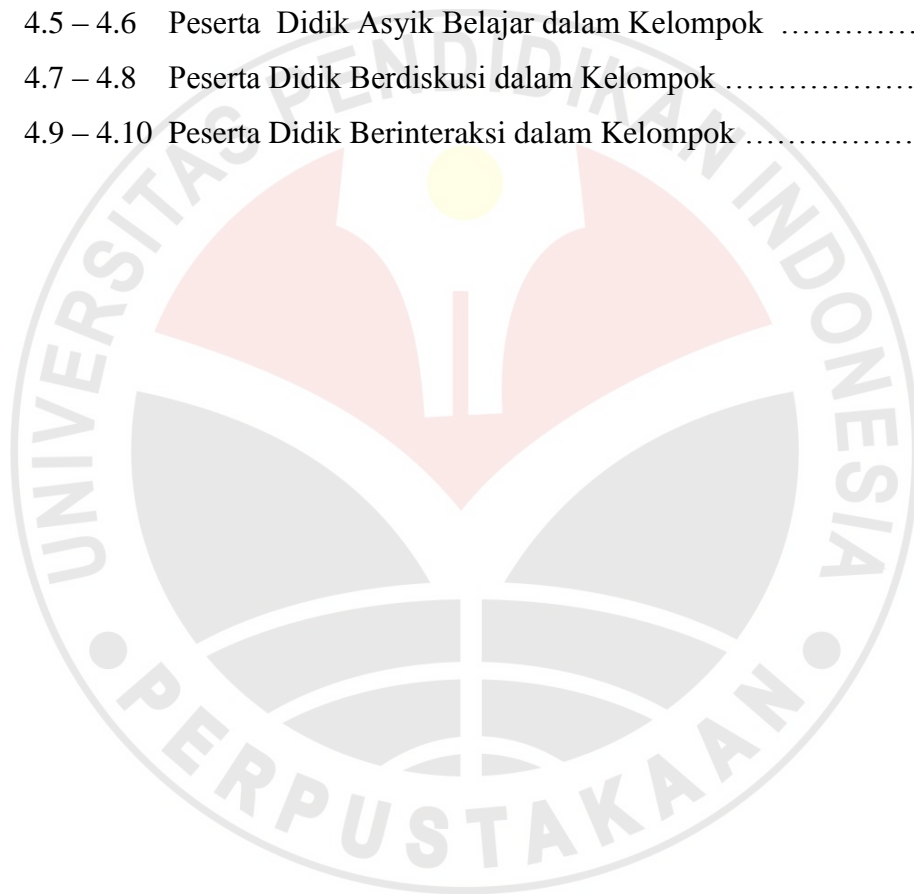 4.5 – 4.6 Peserta Didik Asyik Belajar dalam Kelompok ..............
4.7 – 4.8 Peserta Didik Berdiskusi dalam Kelompok ...................
4.9 – 4.10 Peserta Didik Berinteraksi dalam Kelompok .................
UNIVERSITAS PENDIDIKAN INDONESIA
PERPUSTAKAAN